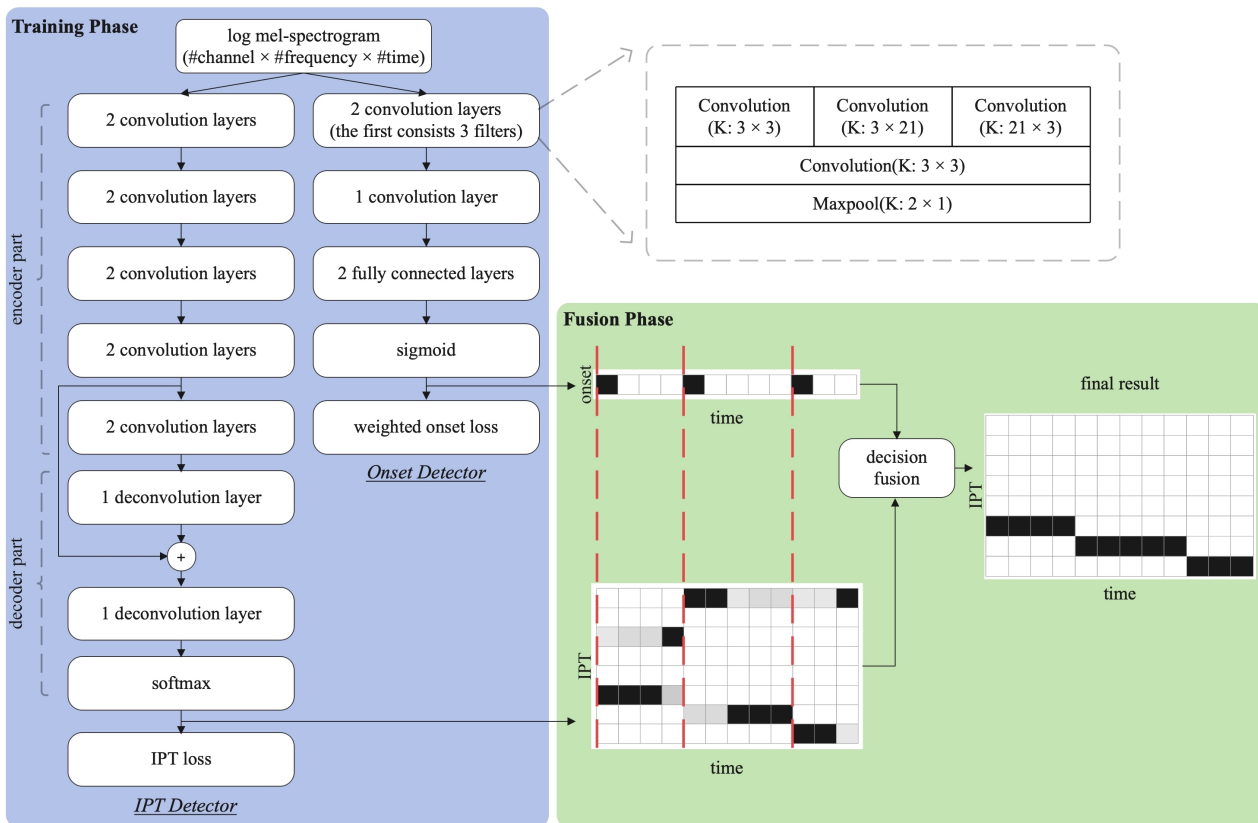 Training Phase
log mel-spectrogram
(#channel × #frequency × #time)
encoder part
2 convolution layers
2 convolution layers
2 convolution layers
2 convolution layers
2 convolution layers
decoder part
1 deconvolution layer
+
1 deconvolution layer
softmax
IPT loss
IPT Detector
2 convolution layers
(the first consists 3 filters)
1 convolution layer
2 fully connected layers
sigmoid
weighted onset loss
Onset Detector
Convolution
(K: 3 × 3)
Convolution
(K: 3 × 21)
Convolution
(K: 21 × 3)
Convolution(K: 3 × 3)
Maxpool(K: 2 × 1)
Fusion Phase
onset
time
IPT
time
decision
fusion
final result
IPT
time